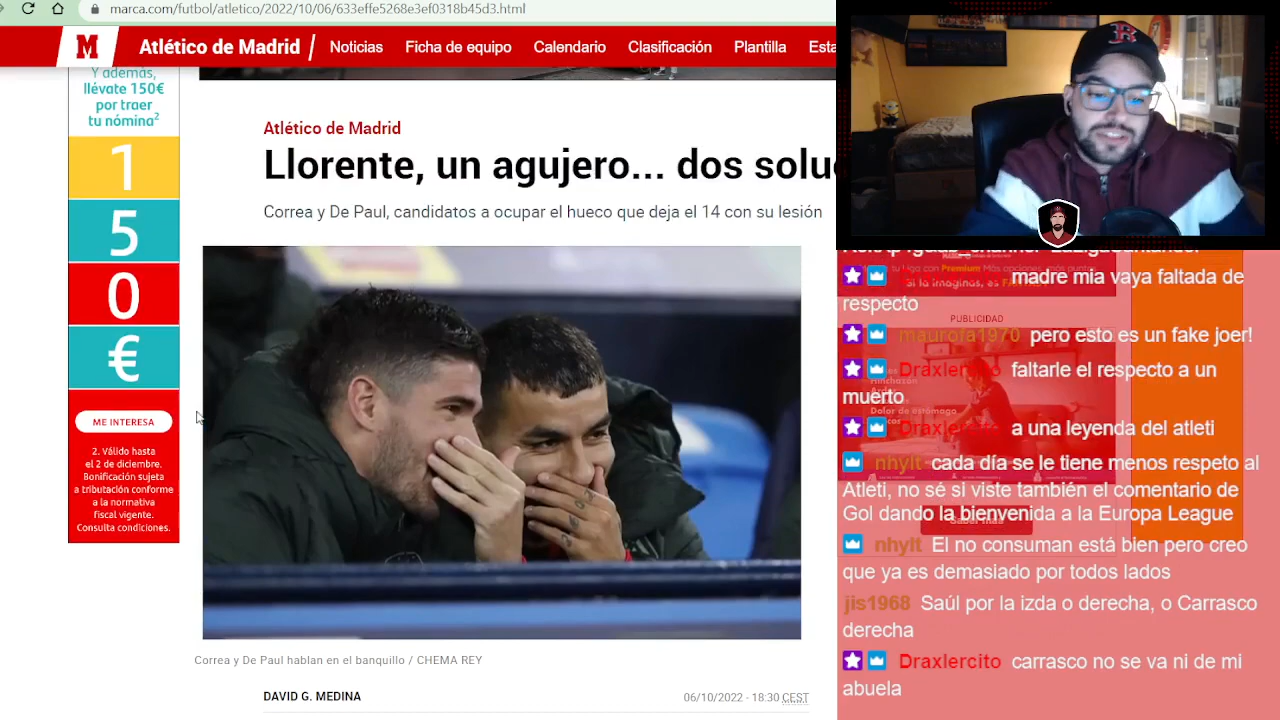 marca.com/futbol/atletico/2022/10/06/633effe5268e3ef0318b45d3.html
M
Atlético de Madrid
Noticias
Ficha de equipo
Calendario
Clasificación
Plantilla
Esta
Y además,
llévate 150€
por traer
tu nómina2
1
5
0
€
ME INTERESA
2. Válido hasta
el 2 de diciembre.
Bonificación sujeta
a tributación conforme
a la normativa
fiscal vigente.
Consulta condiciones.
Atlético de Madrid
Llorente, un agujero... dos solu
Correa y De Paul, candidatos a ocupar el hueco que deja el 14 con su lesión
Correa y De Paul hablan en el banquillo / CHEMA REY
DAVID G. MEDINA
06/10/2022 - 18:30 CEST
B
madre mia vaya faltada de
respecto
PUBLICIDAD
maurofa1970 pero esto es un fake joer!
Draxlercito faltarle el respecto a un
muerto
Draxlercito a una leyenda del atleti
nhylt cada día se le tiene menos respeto al
Atleti, no sé si viste también el comentario de
Gol dando la bienvenida a la Europa League
nhylt El no consuman está bien pero creo
que ya es demasiado por todos lados
jis1968 Saúl por la izda o derecha, o Carrasco
derecha
Draxlercito carrasco no se va ni de mi
abuela